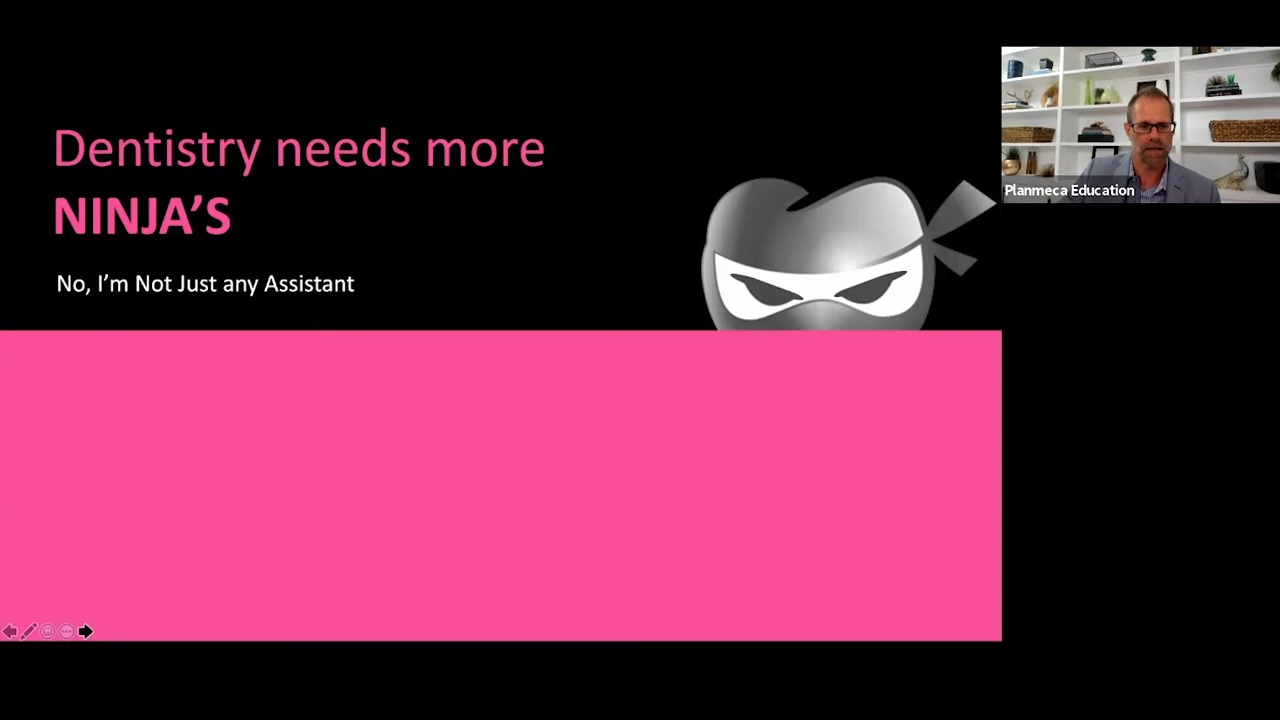 Dentistry needs more
NINJA’S
No, I’m Not Just any Assistant
Planmeca Education